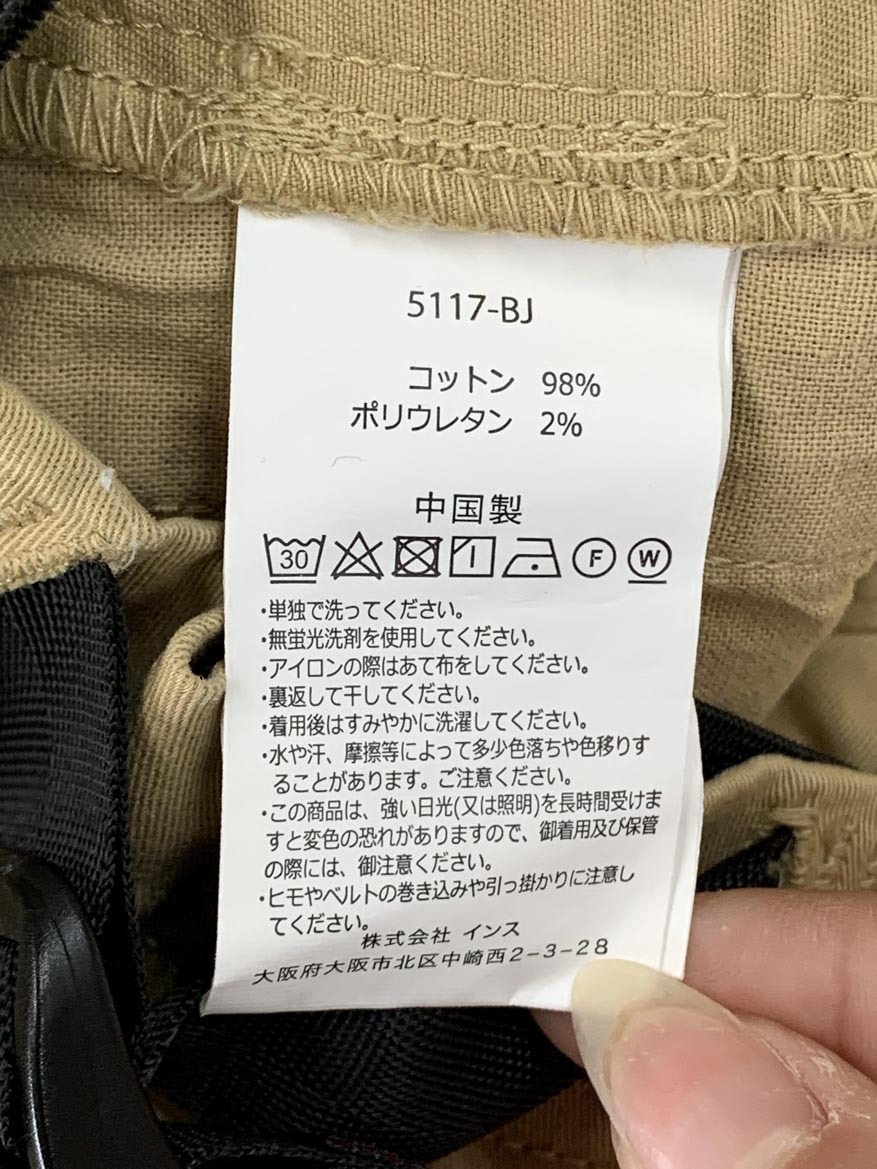 5117-BJ
コットン 98%
ポリウレタン 2%
中国製
30 F W
・単独で洗ってください。
・無蛍光洗剤を使用してください。
・アイロンの際はあて布をしてください。
・裏返して干してください。
・着用後はすみやかに洗濯してください。
・水や汗、摩擦等によって多少色落ちや色移りす
ることがあります。ご注意ください。
・この商品は、強い日光(又は照明)を長時間受けま
すと変色の恐れがありますので、御着用及び保管
の際には、御注意ください。
・ヒモやベルトの巻き込みや引っ掛かりに注意し
てください。
株式会社 インス
大阪府大阪市北区中崎西2-3-28